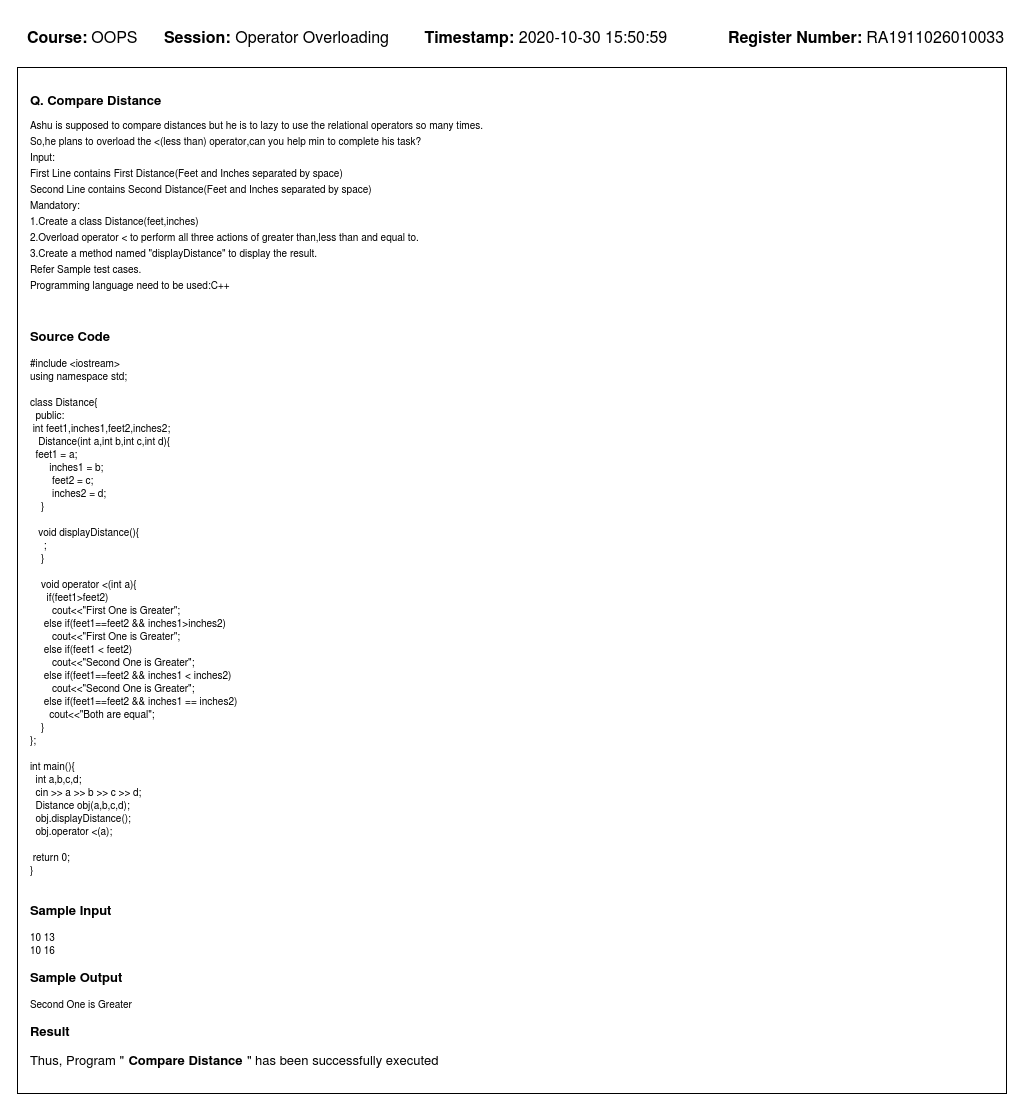 Course: OOPS Session: Operator Overloading Timestamp: 2020-10-30 15:50:59 Register Number: RA1911026010033
Q. Compare Distance
Ashu is supposed to compare distances but he is to lazy to use the relational operators so many times.
So,he plans to overload the <(less than) operator,can you help min to complete his task?
Input:
First Line contains First Distance(Feet and Inches separated by space)
Second Line contains Second Distance(Feet and Inches separated by space)
Mandatory:
1.Create a class Distance(feet,inches)
2.Overload operator < to perform all three actions of greater than,less than and equal to.
3.Create a method named "displayDistance" to display the result.
Refer Sample test cases.
Programming language need to be used:C++
Source Code
#include <iostream>
using namespace std;
class Distance{
public:
int feet1,inches1,feet2,inches2;
Distance(int a,int b,int c,int d){
feet1 = a;
inches1 = b;
feet2 = c;
inches2 = d;
}
void displayDistance(){
;
}
void operator <(int a){
if(feet1>feet2)
cout<<"First One is Greater";
else if(feet1==feet2 && inches1>inches2)
cout<<"First One is Greater";
else if(feet1 < feet2)
cout<<"Second One is Greater";
else if(feet1==feet2 && inches1 < inches2)
cout<<"Second One is Greater";
else if(feet1==feet2 && inches1 == inches2)
cout<<"Both are equal";
}
};
int main(){
int a,b,c,d;
cin >> a >> b >> c >> d;
Distance obj(a,b,c,d);
obj.displayDistance();
obj.operator <(a);
return 0;
}
Sample Input
10 13
10 16
Sample Output
Second One is Greater
Result
Thus, Program " Compare Distance " has been successfully executed